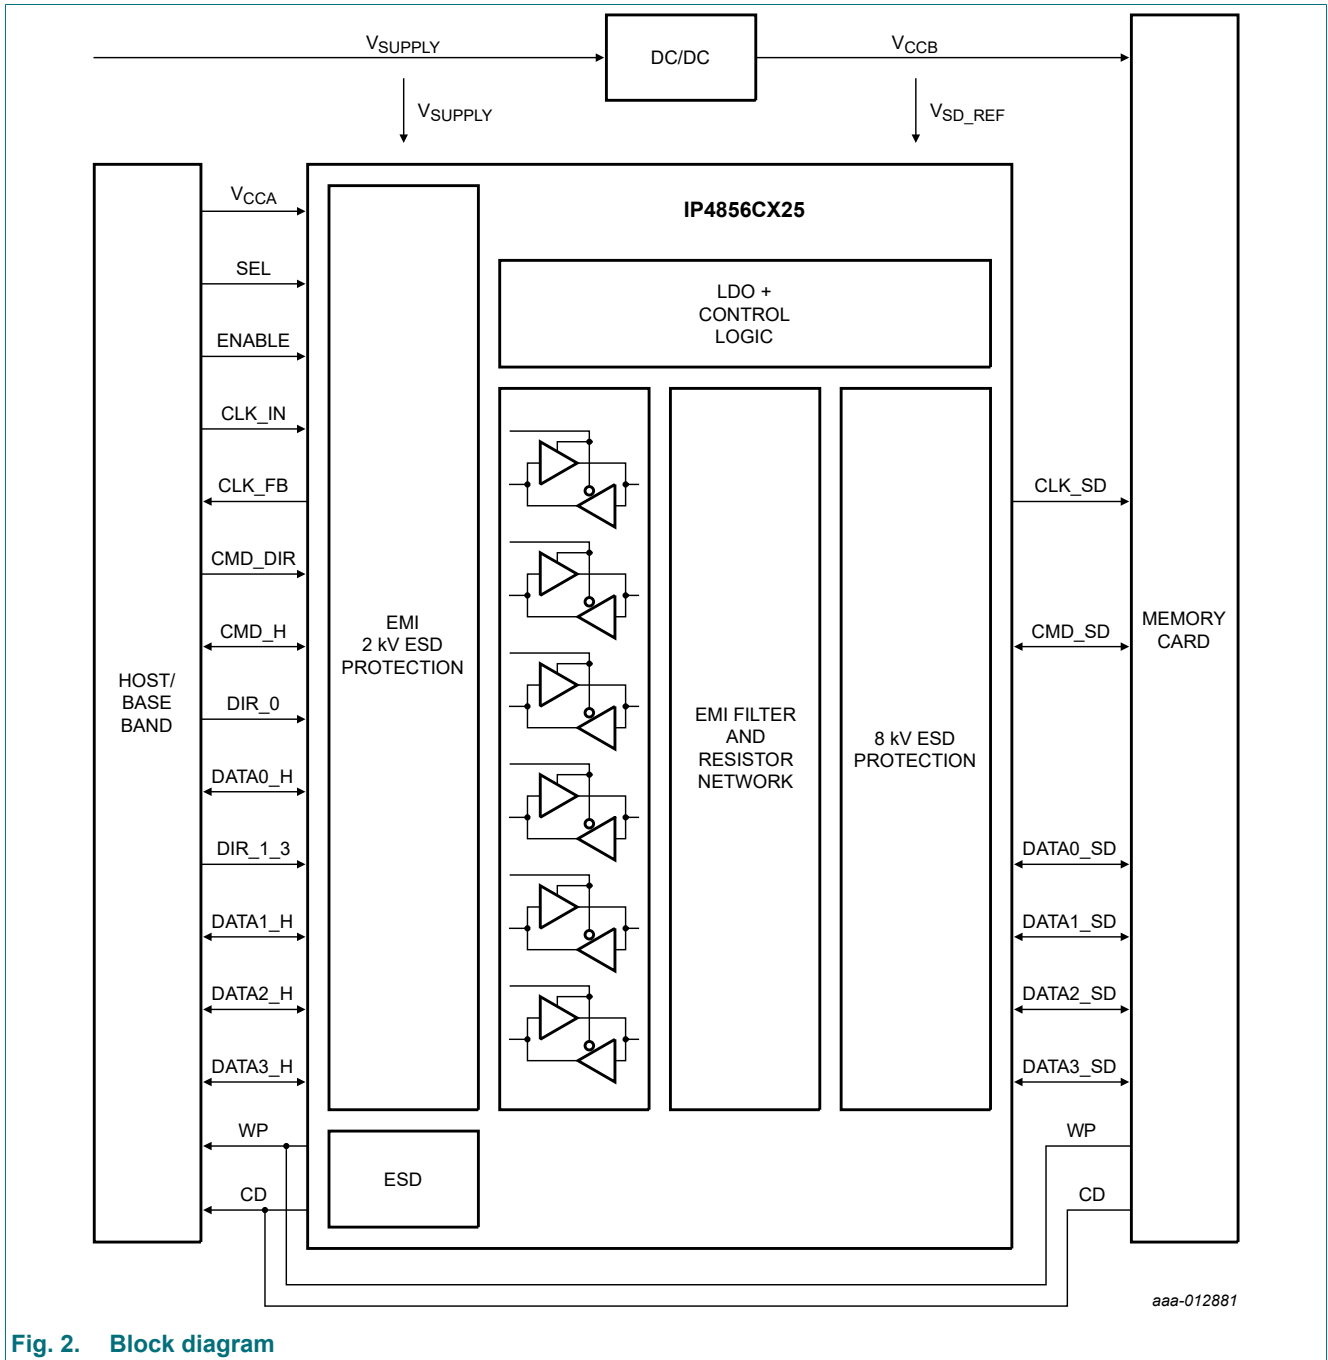 VSUPPLY
DC/DC
VCCB
VSUPPLY
VSD_REF
HOST/
BASE
BAND
VCCA
SEL
ENABLE
CLK_IN
CLK_FB
CMD_DIR
CMD_H
DIR_0
DATA0_H
DIR_1_3
DATA1_H
DATA2_H
DATA3_H
WP
CD
EMI
2 kV ESD
PROTECTION
ESD
IP4856CX25
LDO +
CONTROL
LOGIC
EMI FILTER
AND
RESISTOR
NETWORK
8 kV ESD
PROTECTION
CLK_SD
CMD_SD
DATA0_SD
DATA1_SD
DATA2_SD
DATA3_SD
WP
CD
MEMORY
CARD
aaa-012881
Fig. 2. Block diagram